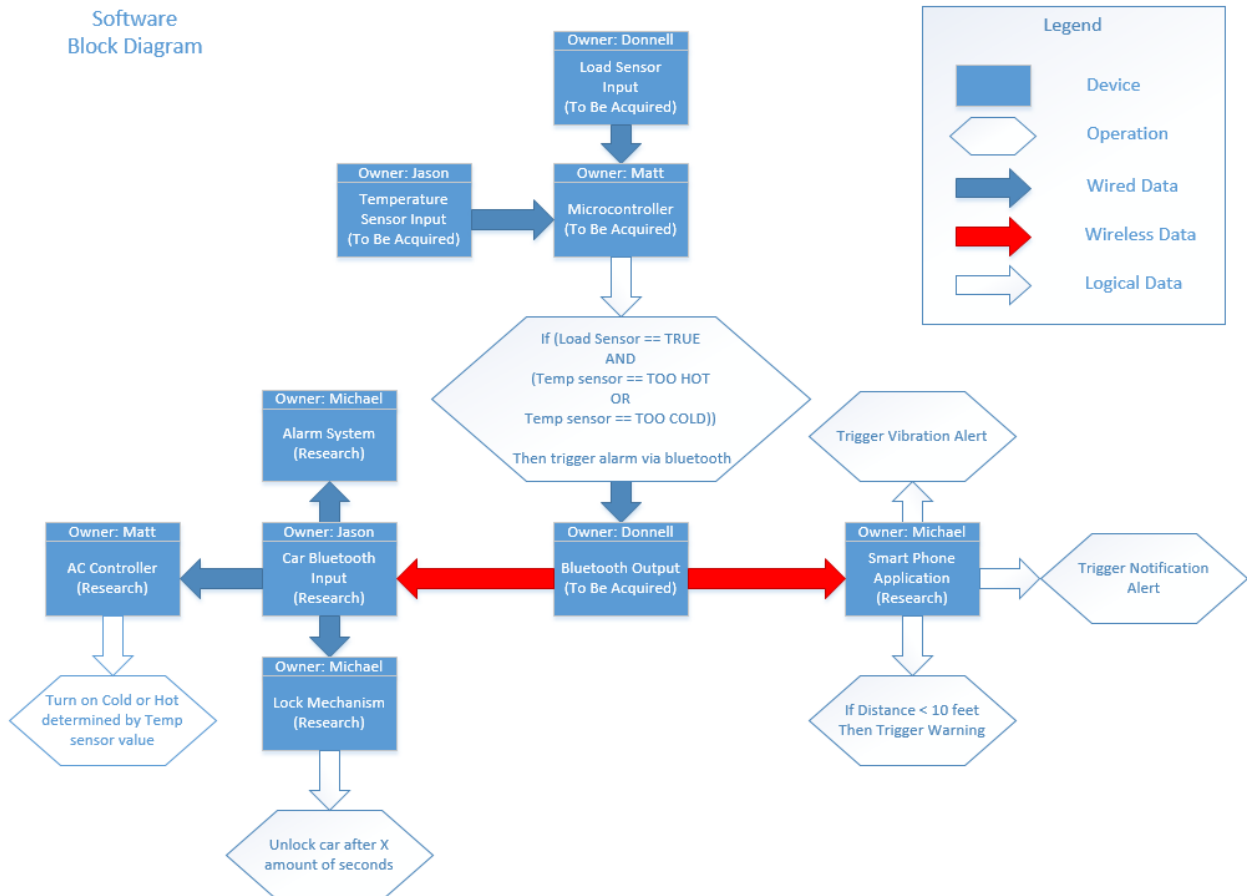 Software
Block Diagram
Owner: Donnell
Load Sensor
Input
(To Be Acquired)
Legend
Device
Operation
Wired Data
Wireless Data
Logical Data
Owner: Jason
Temperature
Sensor Input
(To Be Acquired)
Owner: Matt
Microcontroller
(To Be Acquired)
If (Load Sensor == TRUE
AND
(Temp sensor == TOO HOT
OR
Temp sensor == TOO COLD))
Then trigger alarm via bluetooth
Owner: Michael
Alarm System
(Research)
Trigger Vibration Alert
Owner: Matt
AC Controller
(Research)
Owner: Jason
Car Bluetooth
Input
(Research)
Owner: Donnell
Bluetooth Output
(To Be Acquired)
Owner: Michael
Smart Phone
Application
(Research)
Trigger Notification
Alert
Turn on Cold or Hot
determined by Temp
sensor value
Owner: Michael
Lock Mechanism
(Research)
If Distance < 10 feet
Then Trigger Warning
Unlock car after X
amount of seconds